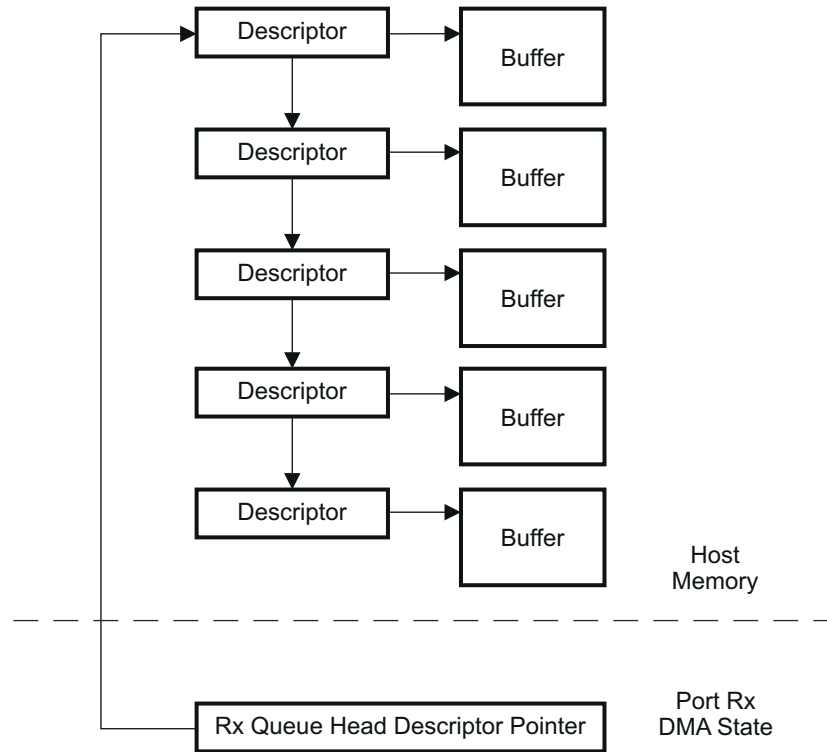 Descriptor
Buffer
Descriptor
Buffer
Descriptor
Buffer
Descriptor
Buffer
Descriptor
Buffer
Host
Memory
Rx Queue Head Descriptor Pointer
Port Rx
DMA State